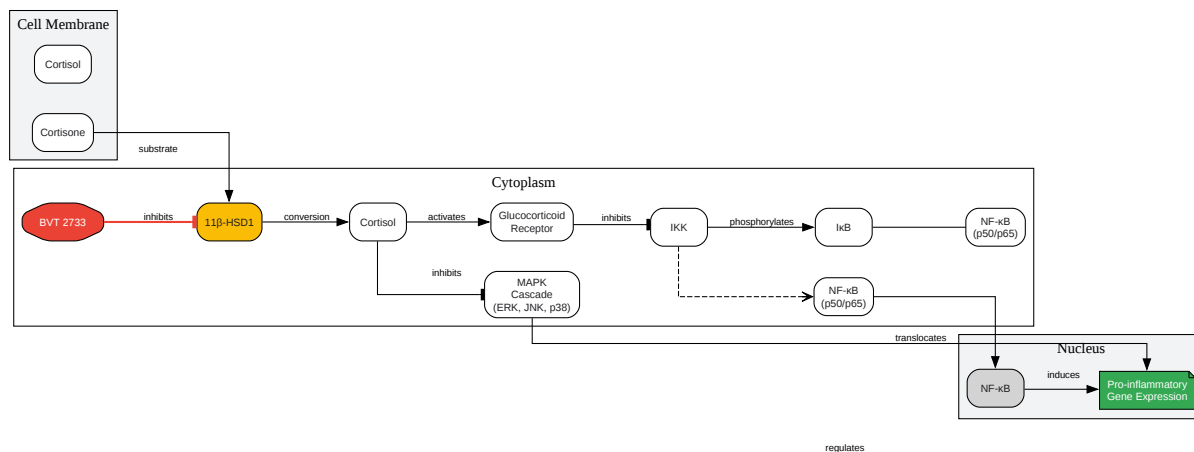 Cell Membrane
Cortisol
Cortisone
substrate
Cytoplasm
BVT 2733
inhibits
11β-HSD1
conversion
Cortisol
activates
Glucocorticoid
Receptor
inhibits
IKK
phosphorylates
IκB
NF-κB
(p50/p65)
inhibits
MAPK
Cascade
(ERK, JNK, p38)
NF-κB
(p50/p65)
translocates
Nucleus
NF-κB
induces
Pro-inflammatory
Gene Expression
regulates